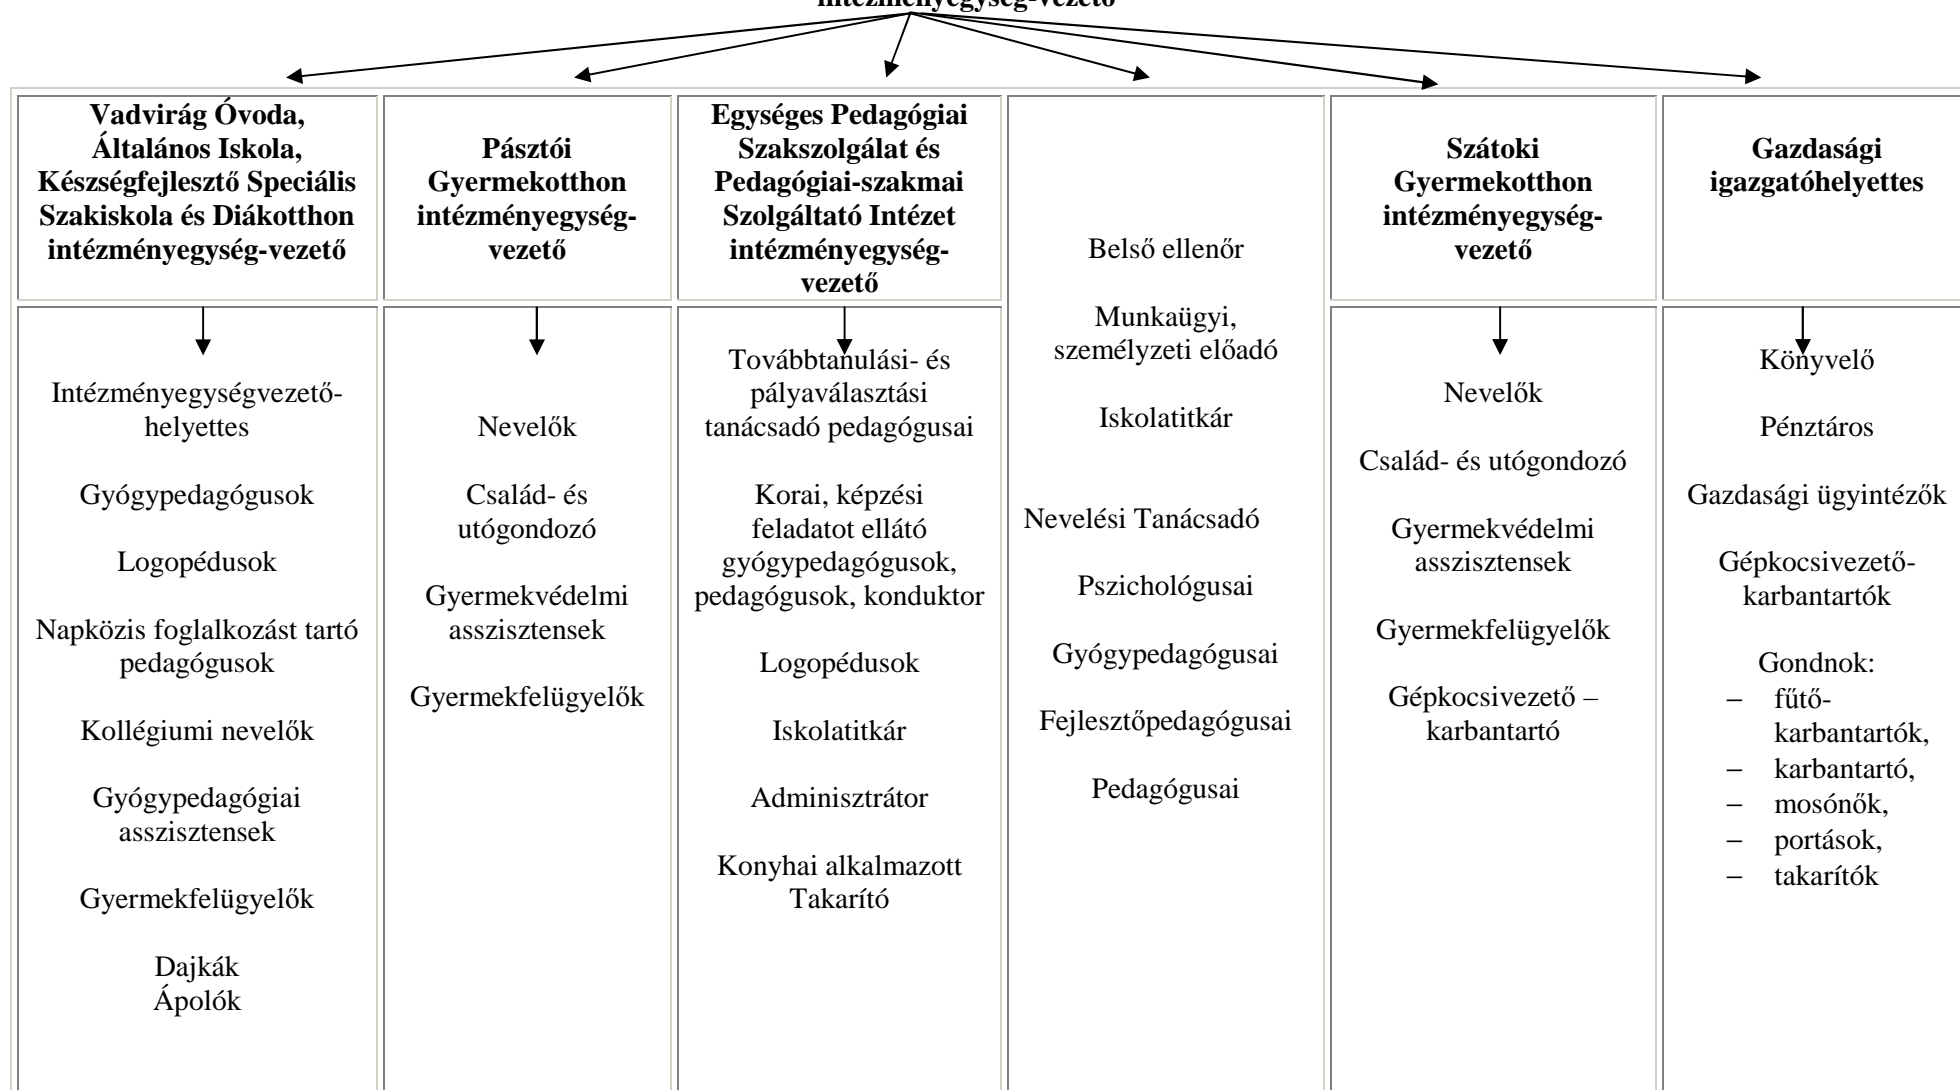 intézményegység-vezető
Vadvirág Óvoda,
Általános Iskola,
Készségfejlesztő Speciális
Szakiskola és Diákotthon
intézményegység-vezető
Pásztói
Gyermekotthon
intézményegység-
vezető
Egységes Pedagógiai
Szakszolgálat és
Pedagógiai-szakmai
Szolgáltató Intézet
intézményegység-
vezető
Szátoki
Gyermekotthon
intézményegység-
vezető
Gazdasági
igazgatóhelyettes
Intézményegységvezető-
helyettes
Gyógypedagógusok
Logopédusok
Napközis foglalkozást tartó
pedagógusok
Kollégiumi nevelők
Gyógypedagógiai
asszisztensek
Gyermekfelügyelők
Dajkák
Ápolók
Nevelők
Család- és
utógondozó
Gyermekvédelmi
asszisztensek
Gyermekfelügyelők
Továbbtanulási- és
pályaválasztási
tanácsadó pedagógusai
Korai, képzési
feladatot ellátó
gyógypedagógusok,
pedagógusok, konduktor
Logopédusok
Iskolatitkár
Adminisztrátor
Konyhai alkalmazott
Takarító
Belső ellenőr
Munkaügyi,
személyzeti előadó
Iskolatitkár
Nevelési Tanácsadó
Pszichológusai
Gyógypedagógusai
Fejlesztőpedagógusai
Pedagógusai
Nevelők
Család- és utógondozó
Gyermekvédelmi
asszisztensek
Gyermekfelügyelők
Gépkocsivezető –
karbantartó
Könyvelő
Pénztáros
Gazdasági ügyintézők
Gépkocsivezető-
karbantartók
Gondnok:
– fűtő-
karbantartók,
– karbantartó,
– mosónők,
– portások,
– takarítók